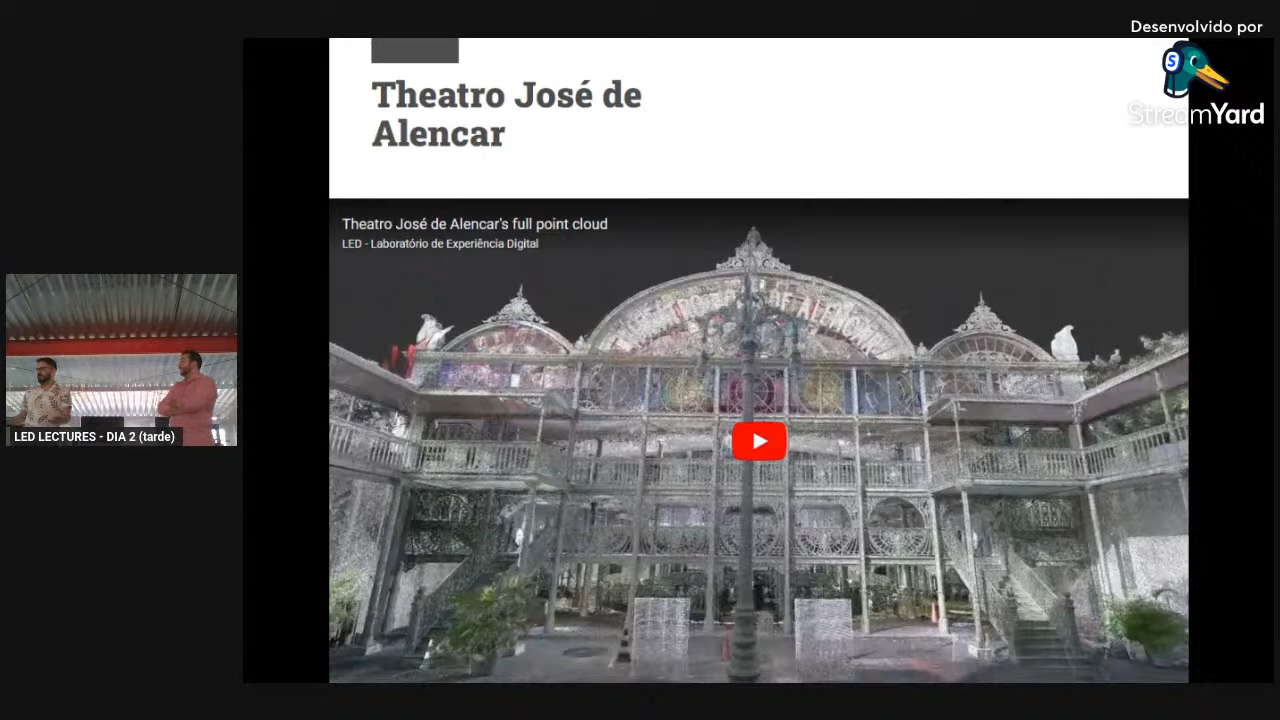 Desenvolvido por
StreamYard
Theatro José de
Alencar
Theatro José de Alencar's full point cloud
LED - Laboratório de Experiência Digital
LED LECTURES - DIA 2 (tarde)